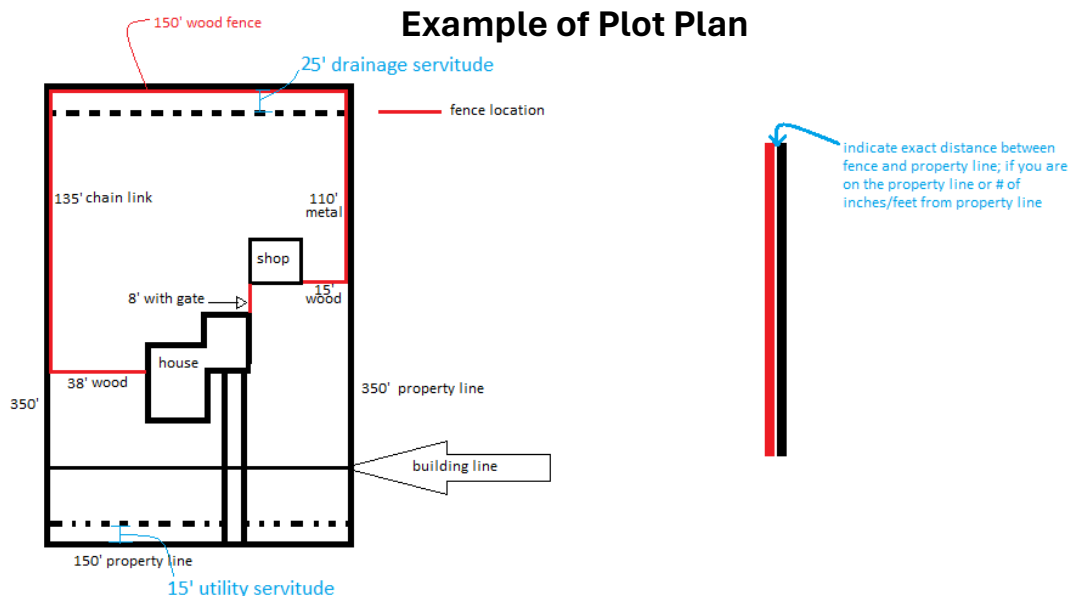 Example of Plot Plan
150' wood fence
25' drainage servitude
fence location
indicate exact distance between
fence and property line; if you are
on the property line or # of
inches/feet from property line
135' chain link
110'
metal
shop
15'
wood
8' with gate
house
38' wood
350'
350' property line
building line
150' property line
15' utility servitude